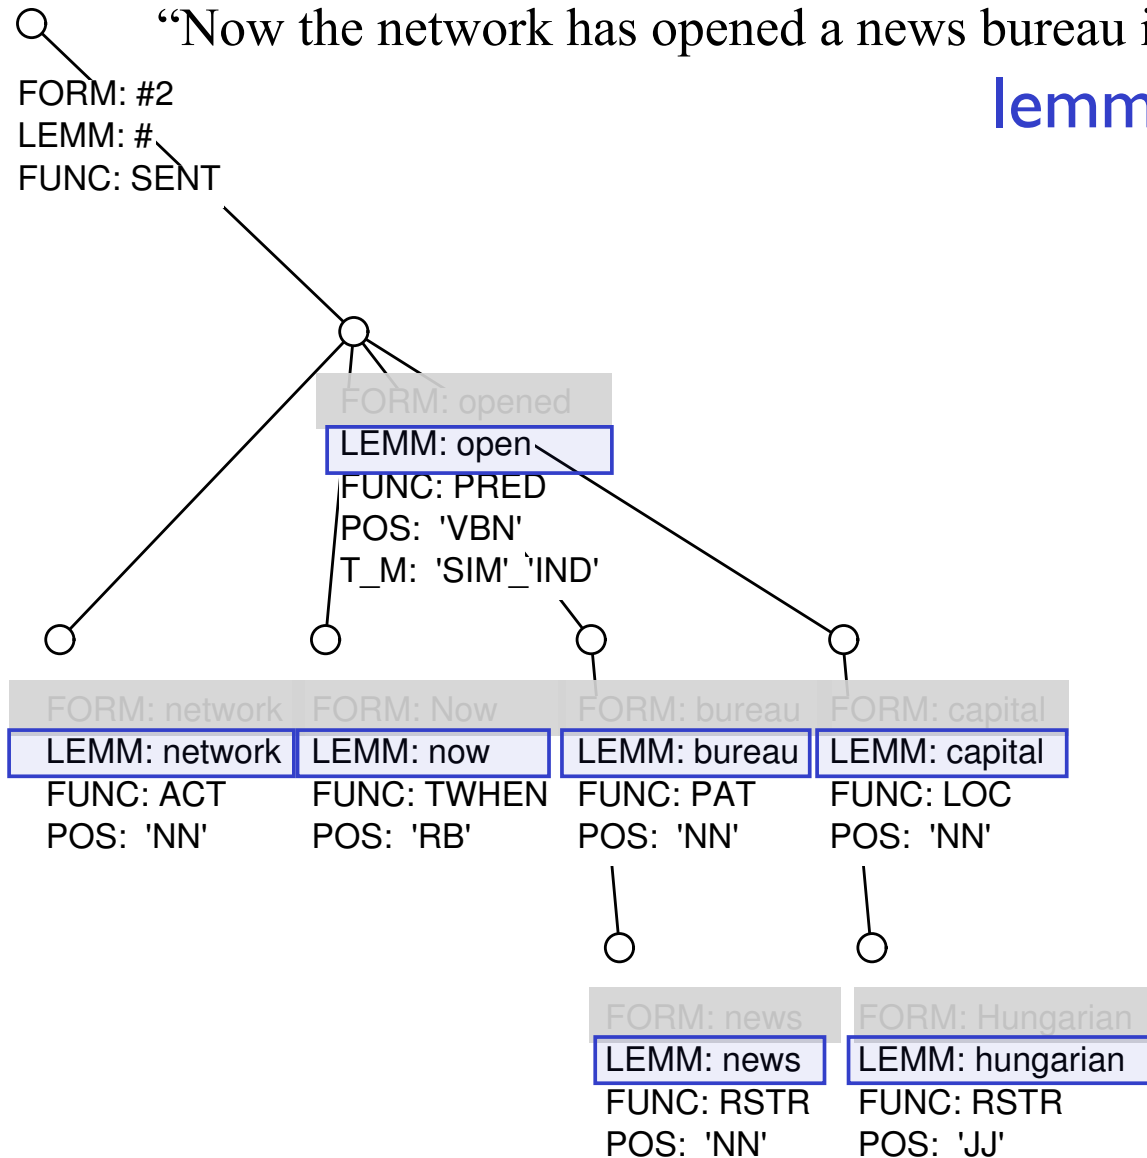 “Now the network has opened a news bureau i
lemm
FORM: #2
LEMM: #
FUNC: SENT
FORM: opened
LEMM: open
FUNC: PRED
POS: 'VBN'
T_M: 'SIM'_'IND'
FORM: network FORM: Now FORM: bureau FORM: capital
LEMM: network LEMM: now LEMM: bureau LEMM: capital
FUNC: ACT FUNC: TWHEN FUNC: PAT FUNC: LOC
POS: 'NN' POS: 'RB' POS: 'NN' POS: 'NN'
FORM: news FORM: Hungarian
LEMM: news LEMM: hungarian
FUNC: RSTR FUNC: RSTR
POS: 'NN' POS: 'JJ'